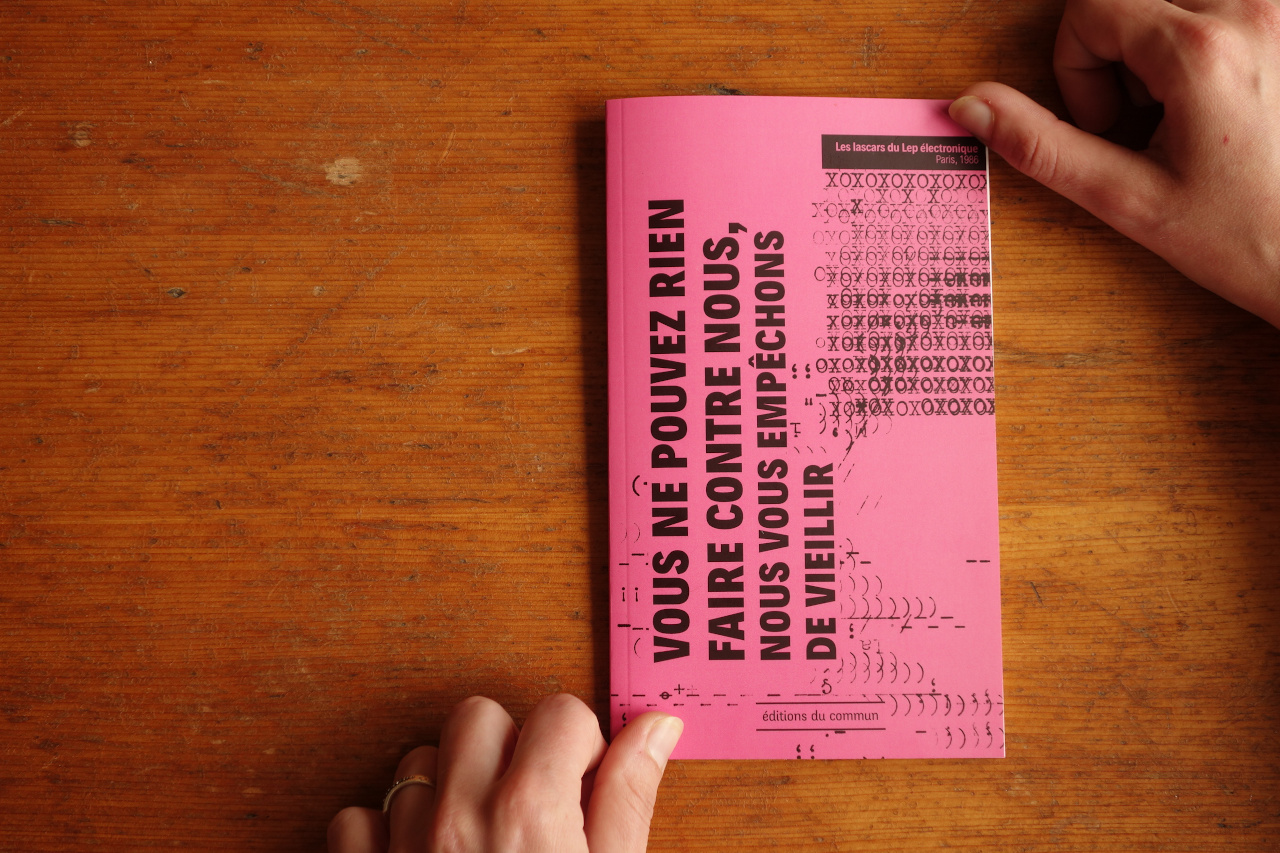 Les lascars du Lep électronique
Paris, 1986
VOUS NE POUVEZ RIEN
FAIRE CONTRE NOUS,
NOUS VOUS EMPÊCHONS
DE VIEILLIR
éditions du commun